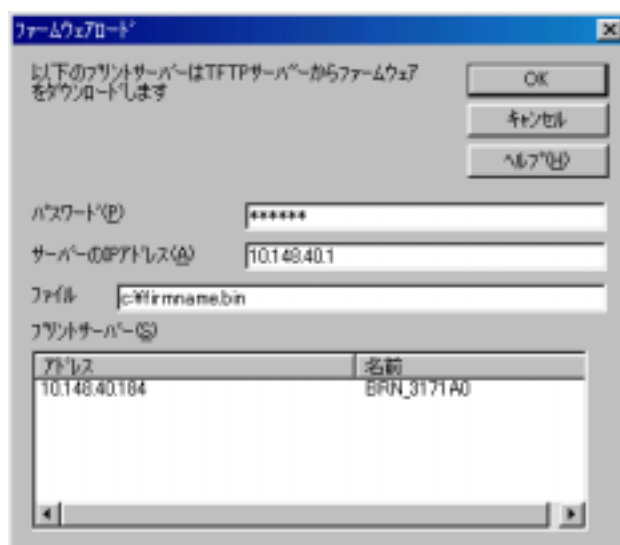 ファームウェアロード
以下のプリントサーバーはTFTPサーバーからファームウェア
をダウンロードします
OK
キャンセル
ヘルプ(H)
パスワード(P)
******
サーバーのIPアドレス(A)
10.148.40.1
ファイル
c:¥firmname.bin
プリントサーバー(S)
アドレス
名前
10.148.40.184
BRN_3171A0